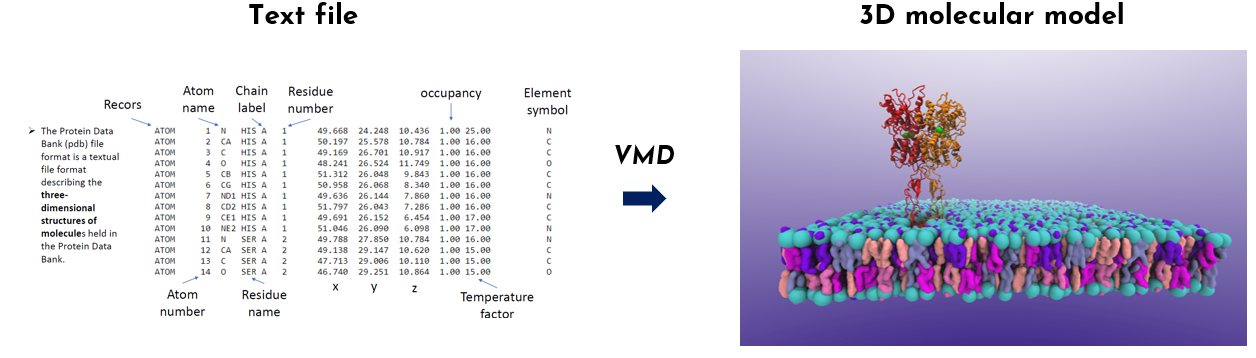 Text file
3D molecular model
Recors
Atom name
Chain label
Residue number
occupancy
Element symbol
➢ The Protein Data
Bank (pdb) file
format is a textual
file format
describing the
three-
dimensional
structures of
molecules held in
the Protein Data
Bank.
ATOM 1 N HIS A 1 49.668 24.248 10.436 1.00 25.00 N
ATOM 2 CA HIS A 1 50.197 25.578 10.784 1.00 16.00 C
ATOM 3 C HIS A 1 49.169 26.701 10.917 1.00 16.00 C
ATOM 4 O HIS A 1 48.241 26.524 11.749 1.00 16.00 O
ATOM 5 CB HIS A 1 51.312 26.048 9.843 1.00 16.00 C
ATOM 6 CG HIS A 1 50.958 26.068 8.340 1.00 16.00 C
ATOM 7 ND1 HIS A 1 49.636 26.144 7.860 1.00 16.00 N
ATOM 8 CD2 HIS A 1 51.797 26.043 7.286 1.00 16.00 C
ATOM 9 CE1 HIS A 1 49.691 26.152 6.454 1.00 17.00 C
ATOM 10 NE2 HIS A 1 51.046 26.090 6.098 1.00 17.00 N
ATOM 11 N SER A 2 49.788 27.850 10.784 1.00 16.00 N
ATOM 12 CA SER A 2 49.138 29.147 10.620 1.00 15.00 C
ATOM 13 C SER A 2 47.713 29.006 10.110 1.00 15.00 C
ATOM 14 O SER A 2 46.740 29.251 10.864 1.00 15.00 O
x y z
Atom number
Residue name
Temperature factor
VMD